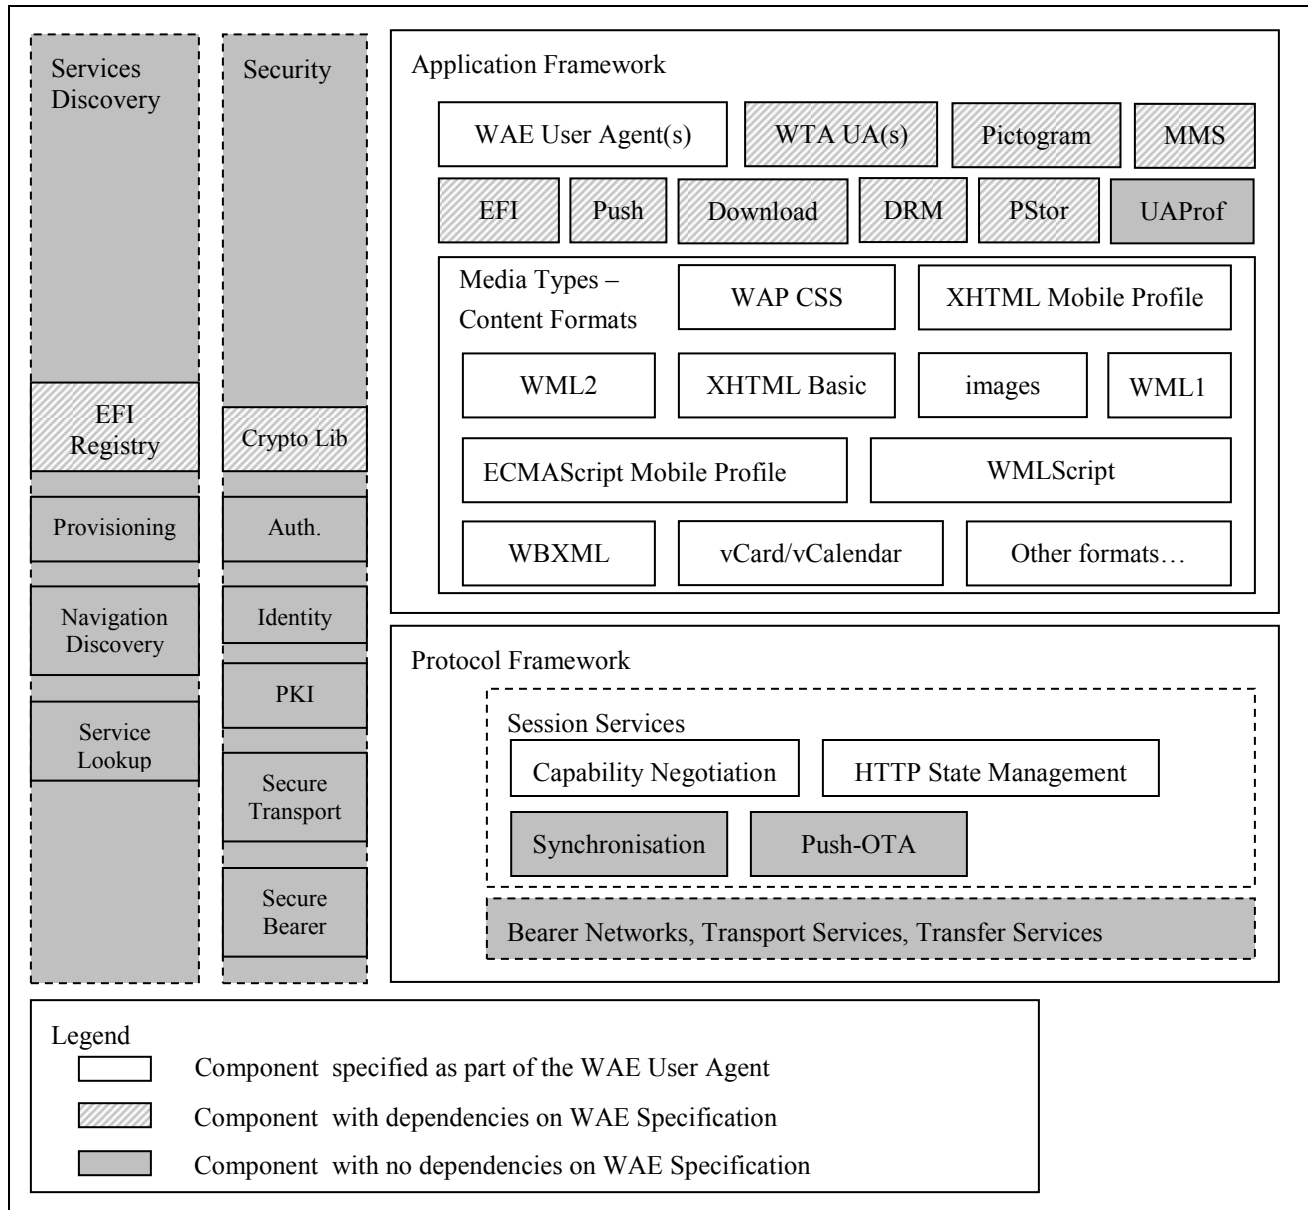 Services
Discovery
EFI
Registry
Provisioning
Navigation
Discovery
Service
Lookup
Security
Crypto Lib
Auth.
Identity
PKI
Secure
Transport
Secure
Bearer
Application Framework
WAE User Agent(s)
WTA UA(s)
Pictogram
MMS
EFI
Push
Download
DRM
PStor
UAProf
Media Types –
Content Formats
WAP CSS
XHTML Mobile Profile
WML2
XHTML Basic
images
WML1
ECMAScript Mobile Profile
WMLScript
WBXML
vCard/vCalendar
Other formats…
Protocol Framework
Session Services
Capability Negotiation
HTTP State Management
Synchronisation
Push-OTA
Bearer Networks, Transport Services, Transfer Services
Legend
Component specified as part of the WAE User Agent
Component with dependencies on WAE Specification
Component with no dependencies on WAE Specification